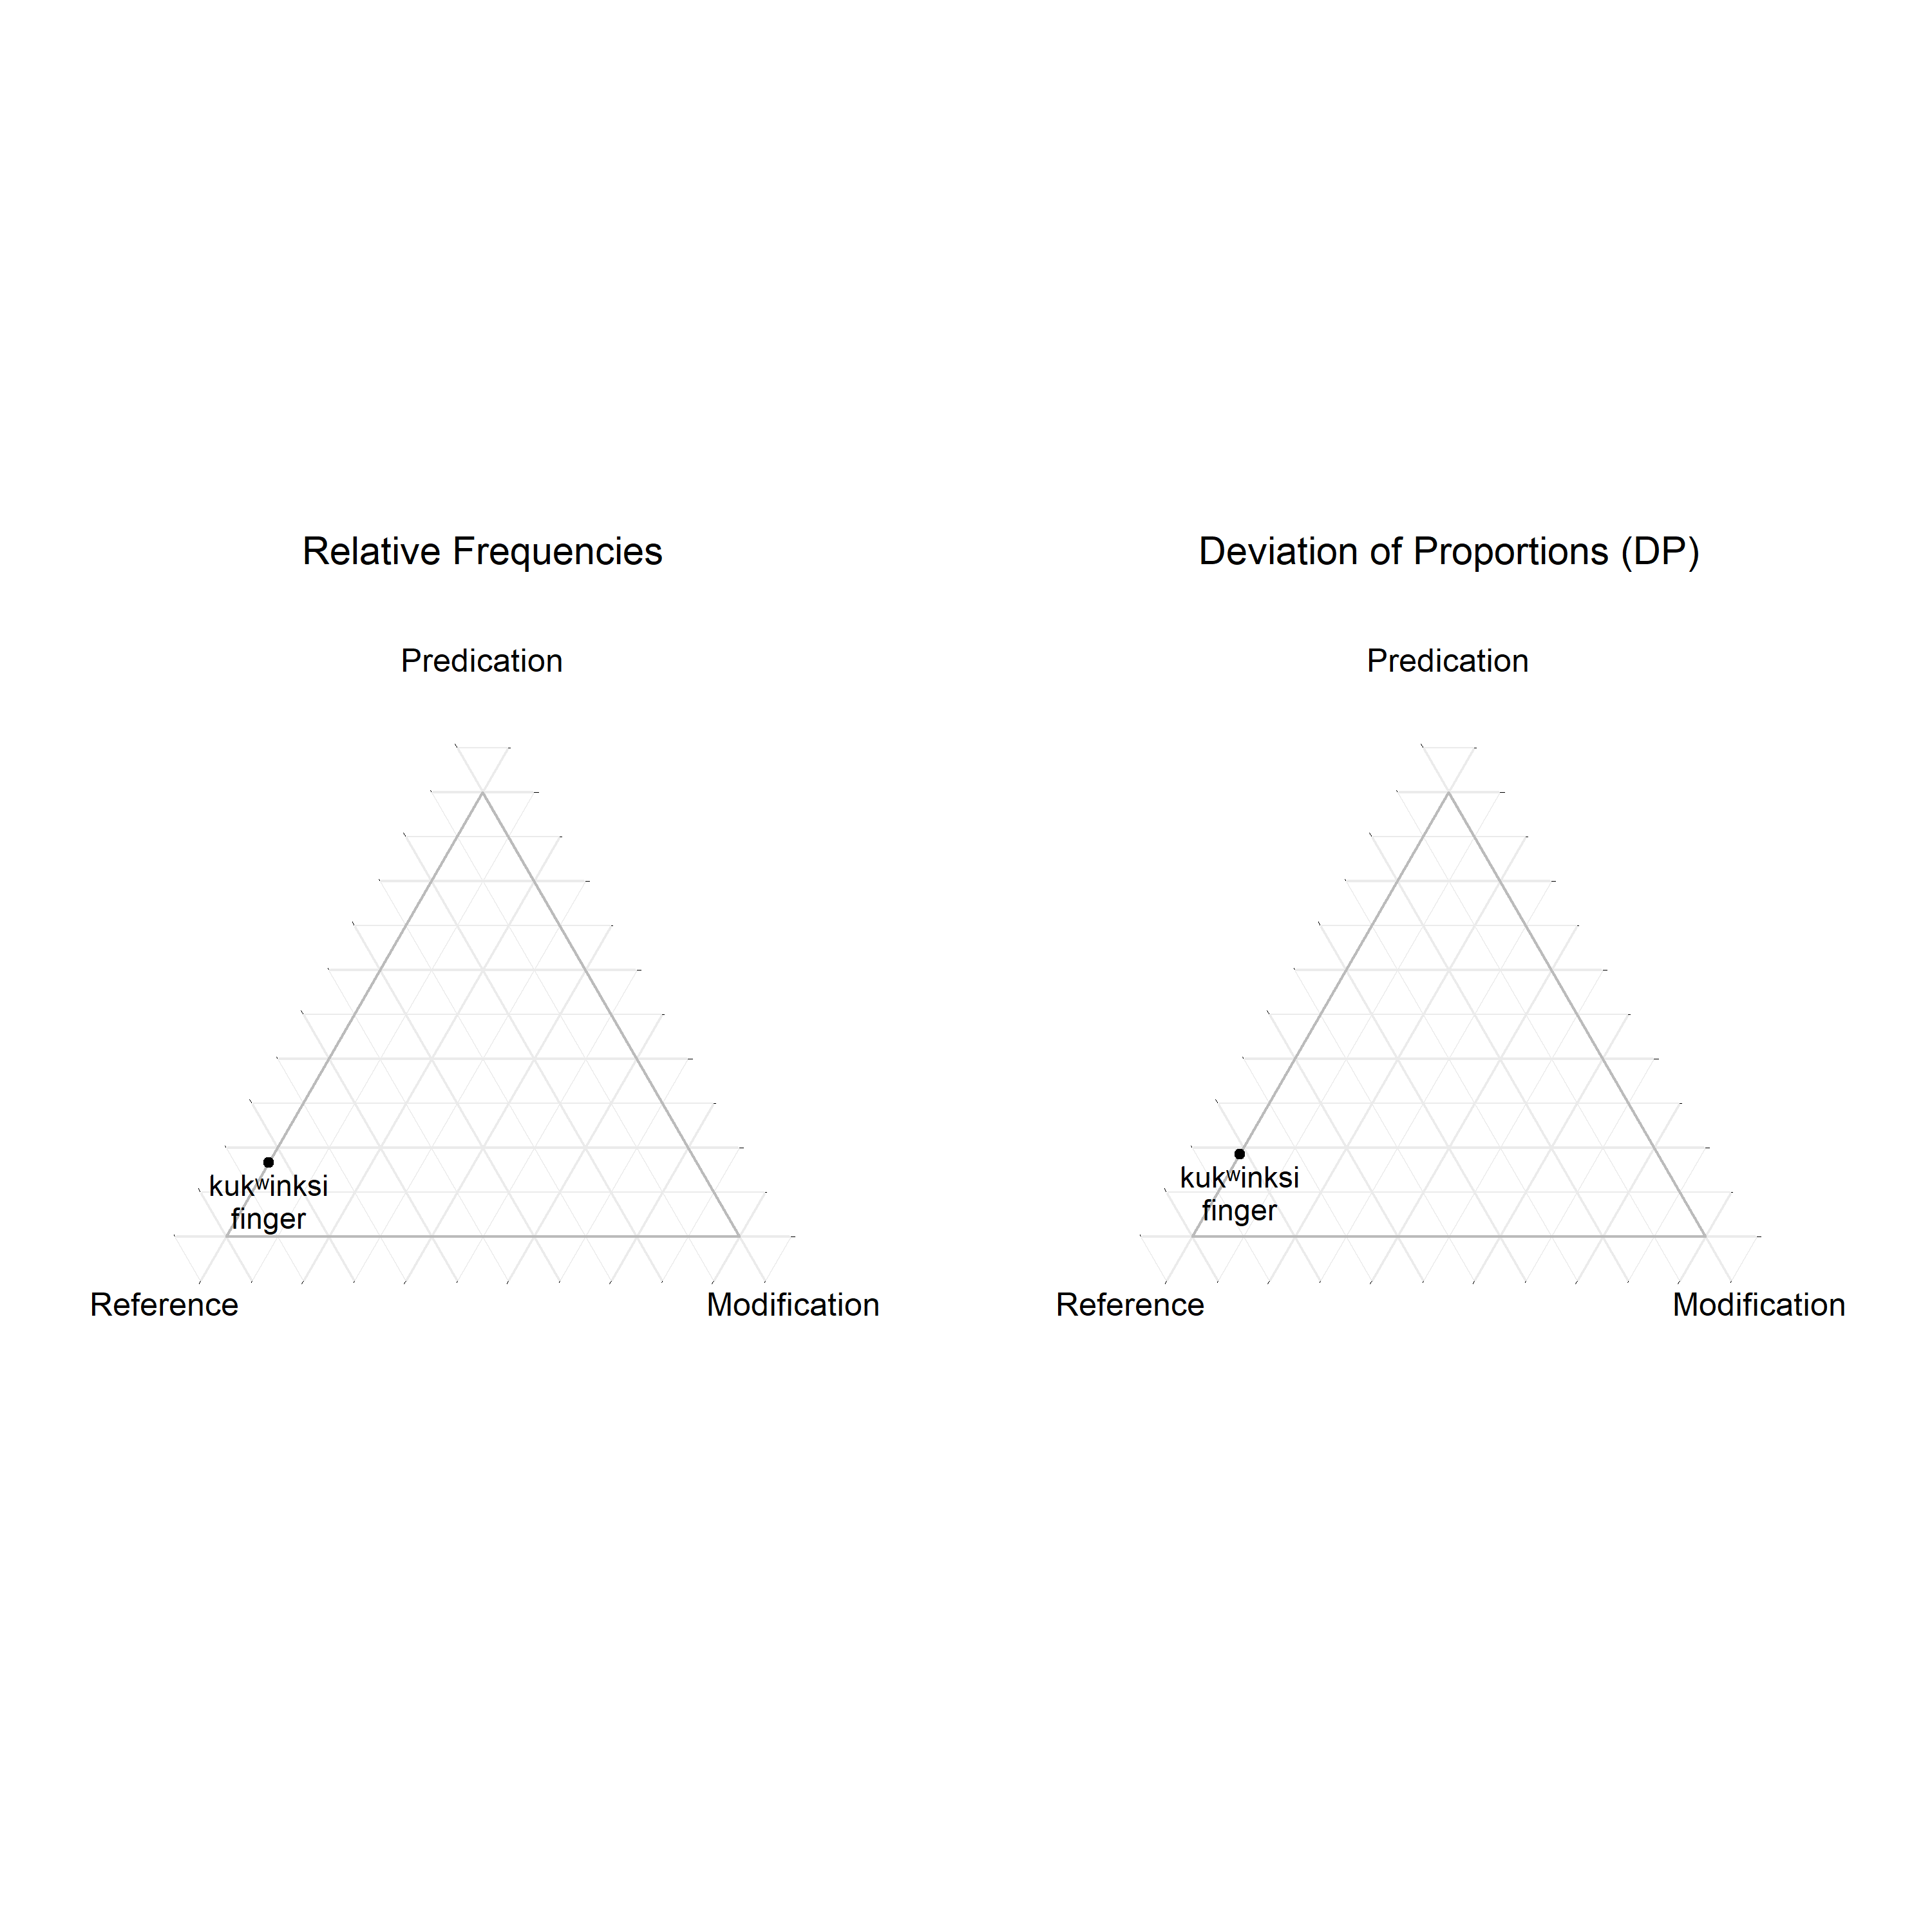 Relative Frequencies
Predication
kukʷinksi
finger
Reference
Modification
Deviation of Proportions (DP)
Predication
kukʷinksi
finger
Reference
Modification